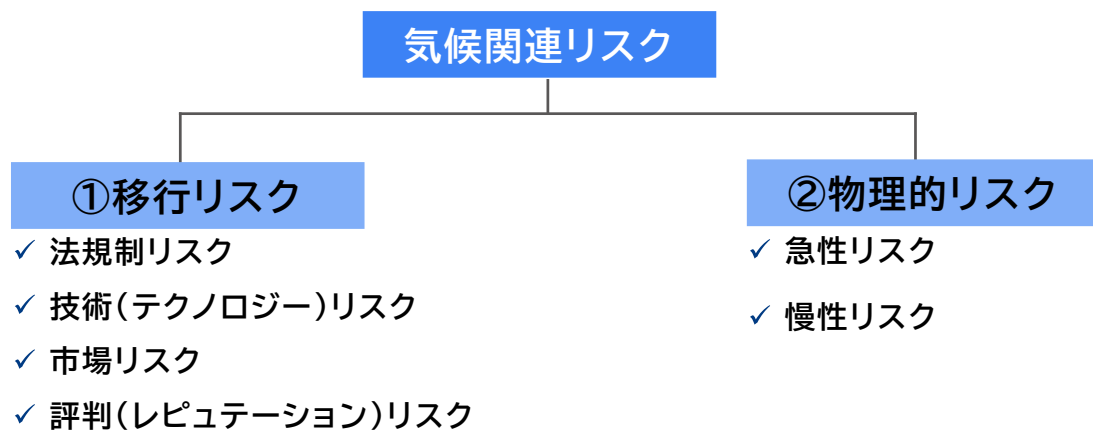 気候関連リスク
①移行リスク
✓ 法規制リスク
✓ 技術(テクノロジー)リスク
✓ 市場リスク
✓ 評判(レピュテーション)リスク
②物理的リスク
✓ 急性リスク
✓ 慢性リスク